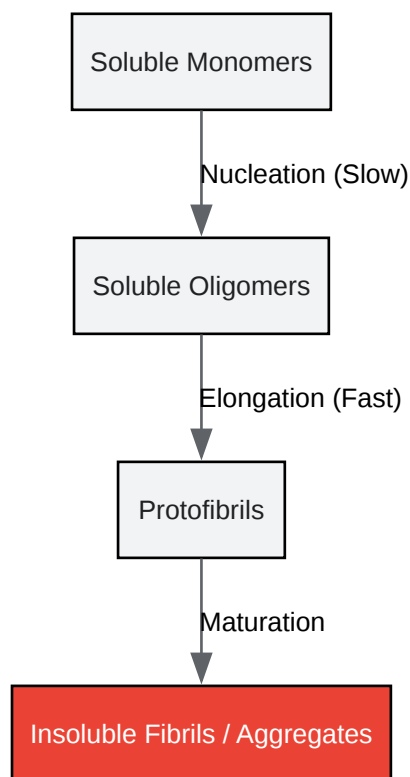 Soluble Monomers
Nucleation (Slow)
Soluble Oligomers
Elongation (Fast)
Protofibrils
Maturation
Insoluble Fibrils / Aggregates